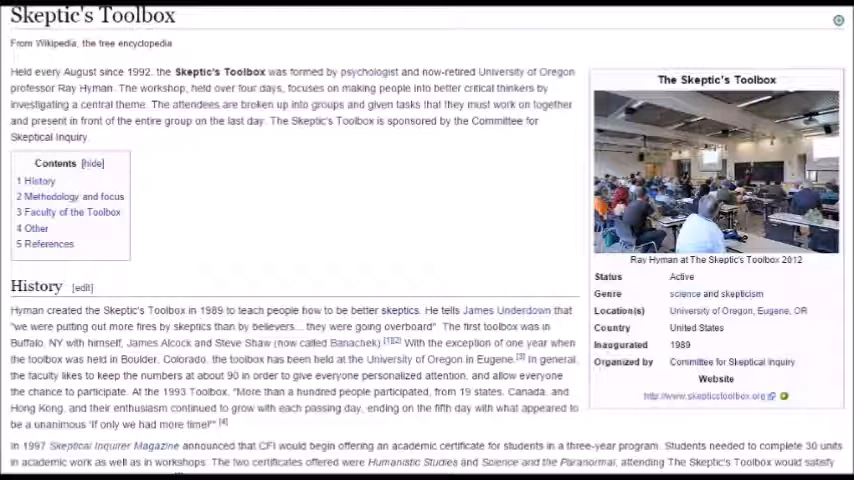 Skeptic's Toolbox
From Wikipedia, the free encyclopedia
Held every August since 1992, the Skeptic's Toolbox was formed by psychologist and now-retired University of Oregon
professor Ray Hyman. The workshop, held over four days, focuses on making people into better critical thinkers by
investigating a central theme. The attendees are broken up into groups and given tasks that they must work on together
and present in front of the entire group on the last day. The Skeptic's Toolbox is sponsored by the Committee for
Skeptical Inquiry.
Contents [hide]
1 History
2 Methodology and focus
3 Faculty of the Toolbox
4 Other
5 References
History [edit]
Hyman created the Skeptic's Toolbox in 1989 to teach people how to be better skeptics. He tells James Underdown that
"we were putting out more fires by skeptics than by believers... they were going overboard" The first toolbox was in
Buffalo, NY with himself, James Alcock and Steve Shaw (now called Banachek).[1][2] With the exception of one year when
the toolbox was held in Boulder, Colorado, the toolbox has been held at the University of Oregon in Eugene.[3] In general,
the faculty likes to keep the numbers at about 90 in order to give everyone personalized attention, and allow everyone
the chance to participate. At the 1993 Toolbox, "More than a hundred people participated, from 19 states, Canada, and
Hong Kong, and their enthusiasm continued to grow with each passing day, ending on the fifth day with what appeared to
be a unanimous 'If only we had more time!'" [4]
In 1997 Skeptical Inquirer Magazine announced that CFI would begin offering an academic certificate for students in a three-year program. Students needed to complete 30 units
in academic work as well as in workshops. The two certificates offered were Humanistic Studies and Science and the Paranormal, attending The Skeptic's Toolbox would satisfy
The Skeptic's Toolbox
Ray Hyman at The Skeptic's Toolbox 2012
Status Active
Genre science and skepticism
Location(s) University of Oregon, Eugene, OR
Country United States
Inaugurated 1989
Organized by Committee for Skeptical Inquiry
Website
http://www.skepticstoolbox.org